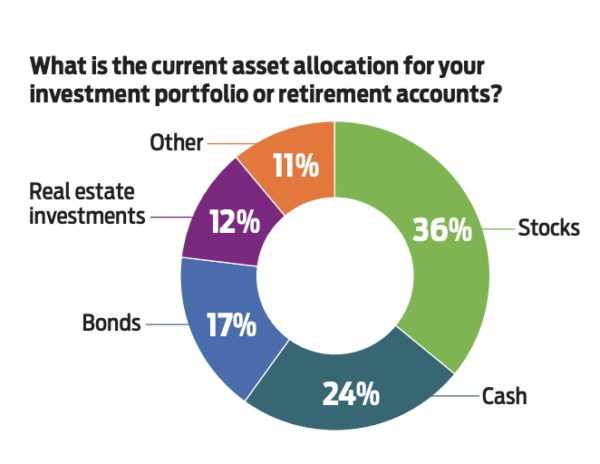 What is the current asset allocation for your
investment portfolio or retirement accounts?
Other
11%
Real estate
investments
12%
36%
Stocks
Bonds
17%
24%
Cash